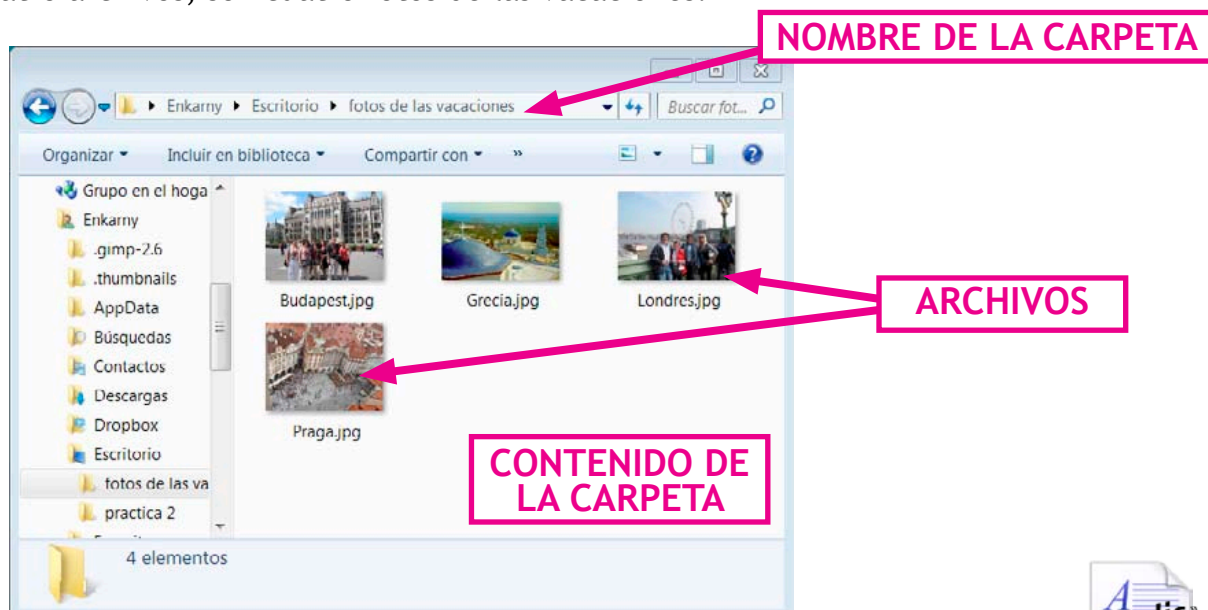 NOMBRE DE LA CARPETA
Enkarny ▸ Escritorio ▸ fotos de las vacaciones
Buscar fot...
Organizar
Incluir en biblioteca
Compartir con
»
Grupo en el hoga
Enkarny
.gimp-2.6
.thumbnails
AppData
Búsquedas
Contactos
Descargas
Dropbox
Escritorio
fotos de las va
practica 2
Budapest.jpg
Grecia.jpg
Londres.jpg
Praga.jpg
ARCHIVOS
CONTENIDO DE
LA CARPETA
4 elementos